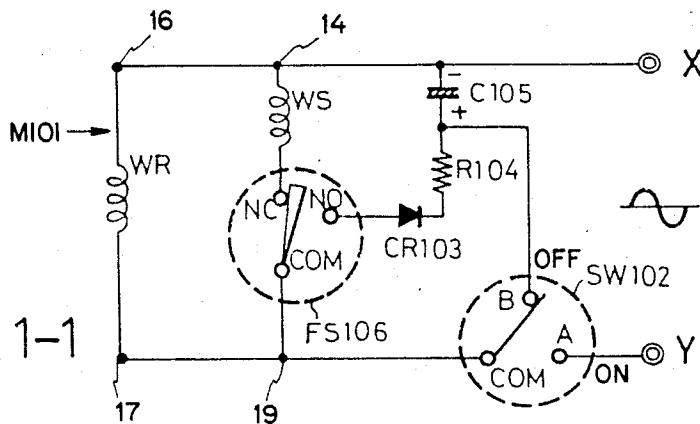 16
14
X
-
WS
C105
+
M101
WR
R104
NC
NO
CR103
COM
OFF
SW102
B
A
1-1
FS106
COM
ON
Y
17
19